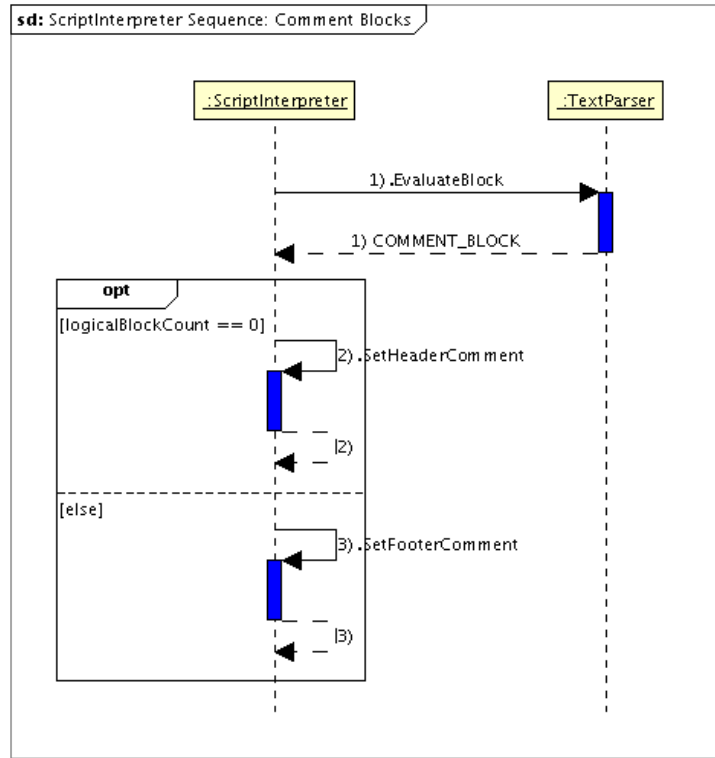 sd: ScriptInterpreter Sequence: Comment Blocks
:ScriptInterpreter
:TextParser
1).EvaluateBlock
1) COMMENT_BLOCK
opt
[logicalBlockCount == 0]
2).SetHeaderComment
2)
[else]
3).SetFooterComment
3)